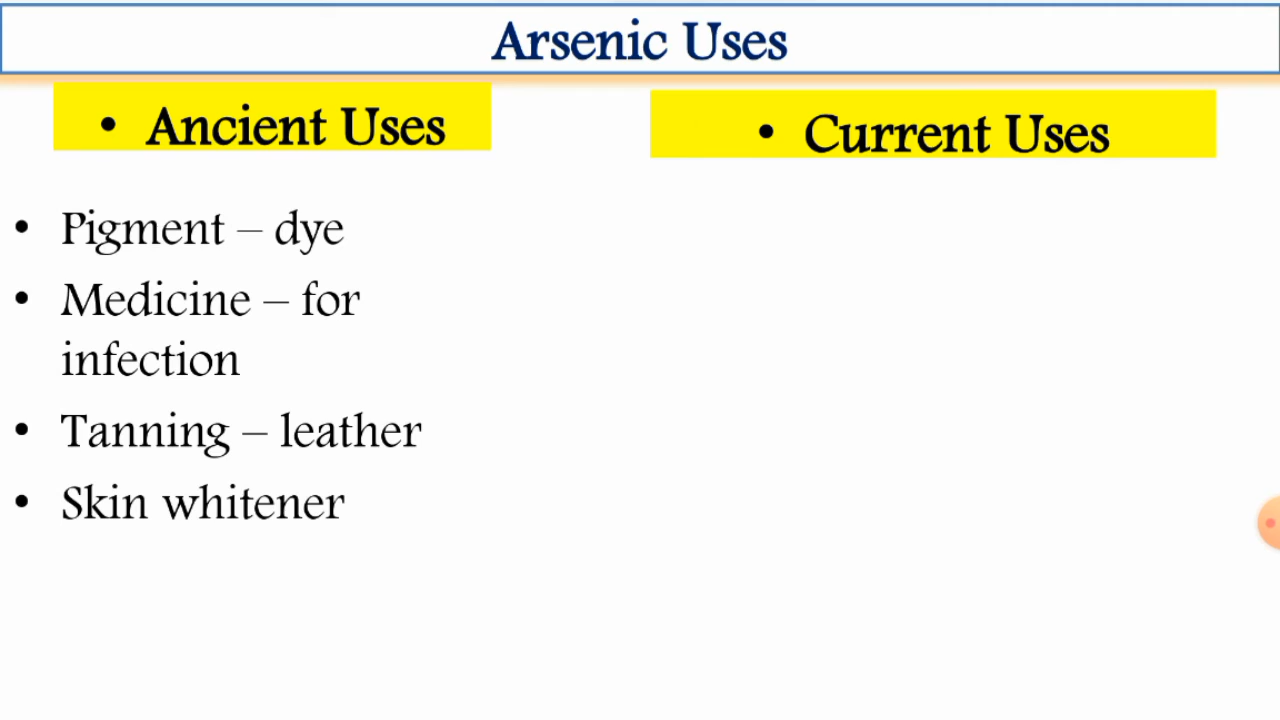 Arsenic Uses
• Ancient Uses
• Current Uses
• Pigment – dye
• Medicine – for
infection
• Tanning – leather
• Skin whitener